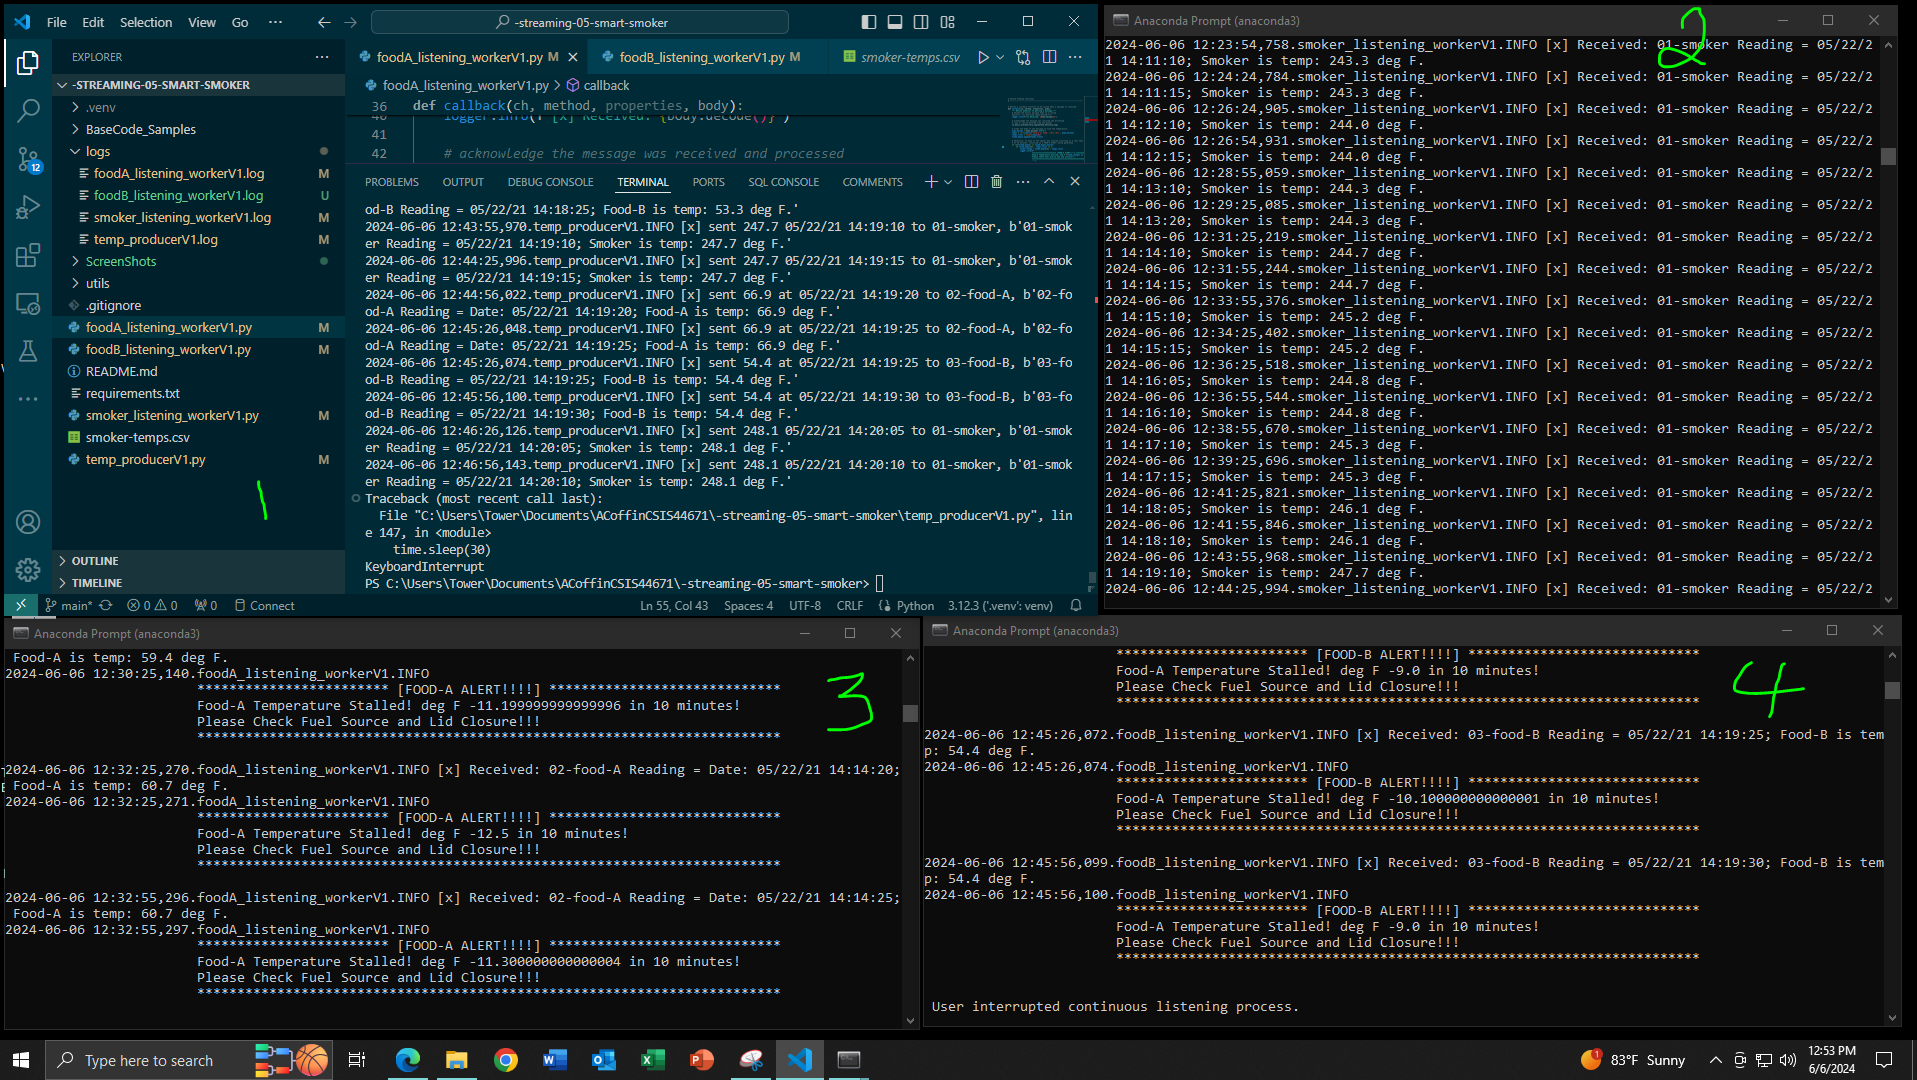 File Edit Selection View Go ··· -streaming-05-smart-smoker
EXPLORER
-STREAMING-05-SMART-SMOKER
.venv
BaseCode_Samples
logs
foodA_listening_workerV1.log M
foodB_listening_workerV1.log U
smoker_listening_workerV1.log M
temp_producerV1.log M
ScreenShots
utils
.gitignore
foodA_listening_workerV1.py M
foodB_listening_workerV1.py M
README.md
requirements.txt
smoker_listening_workerV1.py M
smoker-temps.csv
temp_producerV1.py M
1
OUTLINE
TIMELINE
12
foodA_listening_workerV1.py M foodB_listening_workerV1.py M smoker-temps.csv
foodA_listening_workerV1.py > callback
36 def callback(ch, method, properties, body):
40 logger.info(f"[x] Received: {body.decode()}")
41
42 # acknowledge the message was received and processed
PROBLEMS OUTPUT DEBUG CONSOLE TERMINAL PORTS SQL CONSOLE COMMENTS
od-B Reading = 05/22/21 14:18:25; Food-B is temp: 53.3 deg F.'
2024-06-06 12:43:55,970.temp_producerV1.INFO [x] sent 247.7 05/22/21 14:19:10 to 01-smoker, b'01-smok
er Reading = 05/22/21 14:19:10; Smoker is temp: 247.7 deg F.'
2024-06-06 12:44:25,996.temp_producerV1.INFO [x] sent 247.7 05/22/21 14:19:15 to 01-smoker, b'01-smok
er Reading = 05/22/21 14:19:15; Smoker is temp: 247.7 deg F.'
2024-06-06 12:44:56,022.temp_producerV1.INFO [x] sent 66.9 at 05/22/21 14:19:20 to 02-food-A, b'02-fo
od-A Reading = Date: 05/22/21 14:19:20; Food-A is temp: 66.9 deg F.'
2024-06-06 12:45:26,048.temp_producerV1.INFO [x] sent 66.9 at 05/22/21 14:19:25 to 02-food-A, b'02-fo
od-A Reading = Date: 05/22/21 14:19:25; Food-A is temp: 66.9 deg F.'
2024-06-06 12:45:26,074.temp_producerV1.INFO [x] sent 54.4 at 05/22/21 14:19:25 to 03-food-B, b'03-fo
od-B Reading = 05/22/21 14:19:25; Food-B is temp: 54.4 deg F.'
2024-06-06 12:45:56,100.temp_producerV1.INFO [x] sent 54.4 at 05/22/21 14:19:30 to 03-food-B, b'03-fo
od-B Reading = 05/22/21 14:19:30; Food-B is temp: 54.4 deg F.'
2024-06-06 12:46:26,126.temp_producerV1.INFO [x] sent 248.1 05/22/21 14:20:05 to 01-smoker, b'01-smok
er Reading = 05/22/21 14:20:05; Smoker is temp: 248.1 deg F.'
2024-06-06 12:46:56,143.temp_producerV1.INFO [x] sent 248.1 05/22/21 14:20:10 to 01-smoker, b'01-smok
er Reading = 05/22/21 14:20:10; Smoker is temp: 248.1 deg F.'
Traceback (most recent call last):
File "C:\Users\Tower\Documents\ACoffinCSIS44671\-streaming-05-smart-smoker\temp_producerV1.py", lin
e 147, in <module>
time.sleep(30)
KeyboardInterrupt
PS C:\Users\Tower\Documents\ACoffinCSIS44671\-streaming-05-smart-smoker>
main* 0 0 0 Connect Ln 55, Col 43 Spaces: 4 UTF-8 CRLF Python 3.12.3 ('.venv': venv)
Anaconda Prompt (anaconda3)
2
2024-06-06 12:23:54,758.smoker_listening_workerV1.INFO [x] Received: 01-smoker Reading = 05/22/2
1 14:11:10; Smoker is temp: 243.3 deg F.
2024-06-06 12:24:24,784.smoker_listening_workerV1.INFO [x] Received: 01-smoker Reading = 05/22/2
1 14:11:15; Smoker is temp: 243.3 deg F.
2024-06-06 12:26:24,905.smoker_listening_workerV1.INFO [x] Received: 01-smoker Reading = 05/22/2
1 14:12:10; Smoker is temp: 244.0 deg F.
2024-06-06 12:26:54,931.smoker_listening_workerV1.INFO [x] Received: 01-smoker Reading = 05/22/2
1 14:12:15; Smoker is temp: 244.0 deg F.
2024-06-06 12:28:55,059.smoker_listening_workerV1.INFO [x] Received: 01-smoker Reading = 05/22/2
1 14:13:10; Smoker is temp: 244.3 deg F.
2024-06-06 12:29:25,085.smoker_listening_workerV1.INFO [x] Received: 01-smoker Reading = 05/22/2
1 14:13:20; Smoker is temp: 244.3 deg F.
2024-06-06 12:31:25,219.smoker_listening_workerV1.INFO [x] Received: 01-smoker Reading = 05/22/2
1 14:14:10; Smoker is temp: 244.7 deg F.
2024-06-06 12:31:55,244.smoker_listening_workerV1.INFO [x] Received: 01-smoker Reading = 05/22/2
1 14:14:15; Smoker is temp: 244.7 deg F.
2024-06-06 12:33:55,376.smoker_listening_workerV1.INFO [x] Received: 01-smoker Reading = 05/22/2
1 14:15:10; Smoker is temp: 245.2 deg F.
2024-06-06 12:34:25,402.smoker_listening_workerV1.INFO [x] Received: 01-smoker Reading = 05/22/2
1 14:15:15; Smoker is temp: 245.2 deg F.
2024-06-06 12:36:25,518.smoker_listening_workerV1.INFO [x] Received: 01-smoker Reading = 05/22/2
1 14:16:05; Smoker is temp: 244.8 deg F.
2024-06-06 12:36:55,544.smoker_listening_workerV1.INFO [x] Received: 01-smoker Reading = 05/22/2
1 14:16:10; Smoker is temp: 244.8 deg F.
2024-06-06 12:38:55,670.smoker_listening_workerV1.INFO [x] Received: 01-smoker Reading = 05/22/2
1 14:17:10; Smoker is temp: 245.3 deg F.
2024-06-06 12:39:25,696.smoker_listening_workerV1.INFO [x] Received: 01-smoker Reading = 05/22/2
1 14:17:15; Smoker is temp: 245.3 deg F.
2024-06-06 12:41:25,821.smoker_listening_workerV1.INFO [x] Received: 01-smoker Reading = 05/22/2
1 14:18:05; Smoker is temp: 246.1 deg F.
2024-06-06 12:41:55,846.smoker_listening_workerV1.INFO [x] Received: 01-smoker Reading = 05/22/2
1 14:18:10; Smoker is temp: 246.1 deg F.
2024-06-06 12:43:55,968.smoker_listening_workerV1.INFO [x] Received: 01-smoker Reading = 05/22/2
1 14:19:10; Smoker is temp: 247.7 deg F.
2024-06-06 12:44:25,994.smoker_listening_workerV1.INFO [x] Received: 01-smoker Reading = 05/22/2
Anaconda Prompt (anaconda3)
3
Food-A is temp: 59.4 deg F.
2024-06-06 12:30:25,140.foodA_listening_workerV1.INFO
************************ [FOOD-A ALERT!!!!] *****************************
Food-A Temperature Stalled! deg F -11.199999999999996 in 10 minutes!
Please Check Fuel Source and Lid Closure!!!
*************************************************************************
2024-06-06 12:32:25,270.foodA_listening_workerV1.INFO [x] Received: 02-food-A Reading = Date: 05/22/21 14:14:20;
Food-A is temp: 60.7 deg F.
2024-06-06 12:32:25,271.foodA_listening_workerV1.INFO
************************ [FOOD-A ALERT!!!!] *****************************
Food-A Temperature Stalled! deg F -12.5 in 10 minutes!
Please Check Fuel Source and Lid Closure!!!
*************************************************************************
2024-06-06 12:32:55,296.foodA_listening_workerV1.INFO [x] Received: 02-food-A Reading = Date: 05/22/21 14:14:25;
Food-A is temp: 60.7 deg F.
2024-06-06 12:32:55,297.foodA_listening_workerV1.INFO
************************ [FOOD-A ALERT!!!!] *****************************
Food-A Temperature Stalled! deg F -11.300000000000004 in 10 minutes!
Please Check Fuel Source and Lid Closure!!!
*************************************************************************
Anaconda Prompt (anaconda3)
4
************************ [FOOD-B ALERT!!!!] *****************************
Food-A Temperature Stalled! deg F -9.0 in 10 minutes!
Please Check Fuel Source and Lid Closure!!!
*************************************************************************
2024-06-06 12:45:26,072.foodB_listening_workerV1.INFO [x] Received: 03-food-B Reading = 05/22/21 14:19:25; Food-B is tem
p: 54.4 deg F.
2024-06-06 12:45:26,074.foodB_listening_workerV1.INFO
************************ [FOOD-B ALERT!!!!] *****************************
Food-A Temperature Stalled! deg F -10.100000000000001 in 10 minutes!
Please Check Fuel Source and Lid Closure!!!
*************************************************************************
2024-06-06 12:45:56,099.foodB_listening_workerV1.INFO [x] Received: 03-food-B Reading = 05/22/21 14:19:30; Food-B is tem
p: 54.4 deg F.
2024-06-06 12:45:56,100.foodB_listening_workerV1.INFO
************************ [FOOD-B ALERT!!!!] *****************************
Food-A Temperature Stalled! deg F -9.0 in 10 minutes!
Please Check Fuel Source and Lid Closure!!!
*************************************************************************
User interrupted continuous listening process.
Type here to search
1 83°F Sunny 12:53 PM
6/6/2024